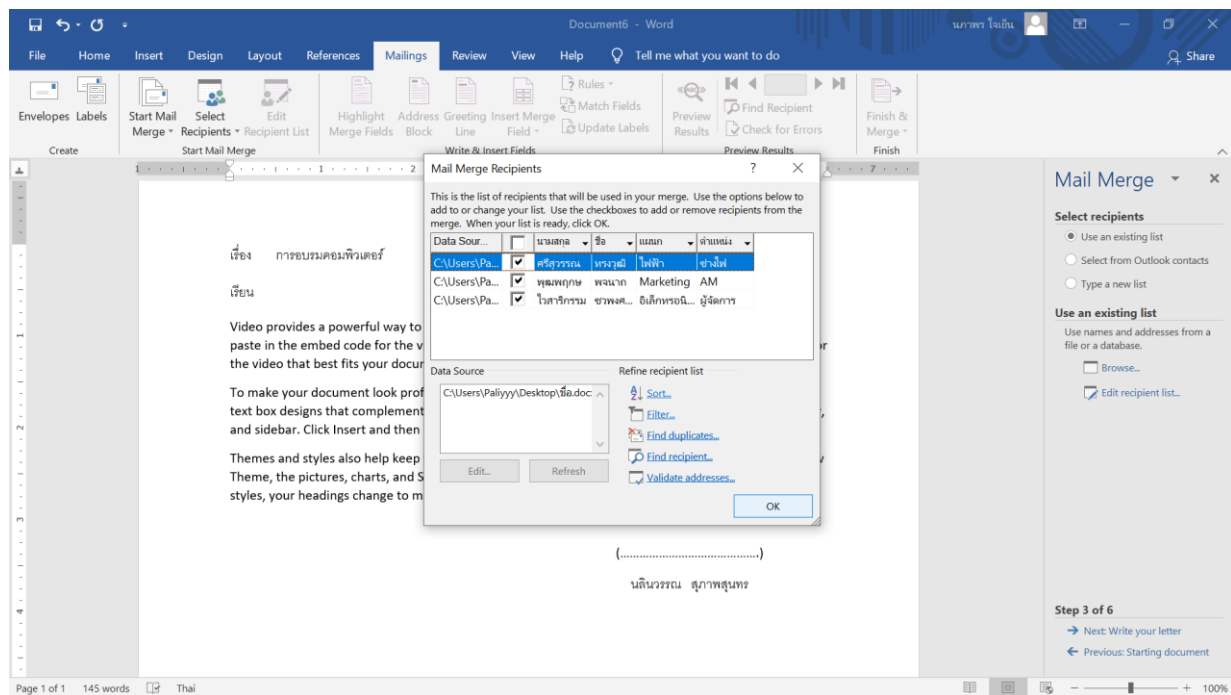 Document6 - Word
นภาพร ใจเย็น
File Home Insert Design Layout References Mailings Review View Help Tell me what you want to do Share
Envelopes Labels Start Mail Merge Select Recipients Edit Recipient List Highlight Merge Fields Address Block Greeting Line Insert Merge Field Rules Match Fields Update Labels Preview Results Find Recipient Check for Errors Finish & Merge
Create Start Mail Merge Write & Insert Fields Preview Results Finish
1 1 2 7
เรื่อง การอบรมคอมพิวเตอร์
เรียน
Video provides a powerful way to
paste in the embed code for the v
the video that best fits your docur
To make your document look prof
text box designs that complement
and sidebar. Click Insert and then
Themes and styles also help keep
Theme, the pictures, charts, and S
styles, your headings change to m
(..........................................)
นลินวรรณ สุภาพสุนทร
Mail Merge Recipients ?
This is the list of recipients that will be used in your merge. Use the options below to
add to or change your list. Use the checkboxes to add or remove recipients from the
merge. When your list is ready, click OK.
Data Sour... นามสกุล ชื่อ แผนก ตำแหน่ง
C:\Users\Pa... ศรีสุวรรณ ทรงวุฒิ ไฟฟ้า ช่างไฟ
C:\Users\Pa... พจนาถ Marketing AM
C:\Users\Pa... ไวสาริกรรม ชวพงศ... อิเล็กทรอนิ... ผู้จัดการ
Data Source
C:\Users\Paliyyy\Desktop\ชื่อ.doc
Edit... Refresh
Refine recipient list
Sort...
Filter...
Find duplicates...
Find recipient...
Validate addresses...
OK
Mail Merge
Select recipients
Use an existing list
Select from Outlook contacts
Type a new list
Use an existing list
Use names and addresses from a
file or a database.
Browse...
Edit recipient list...
Step 3 of 6
Next: Write your letter
Previous: Starting document
Page 1 of 1 145 words Thai 100%